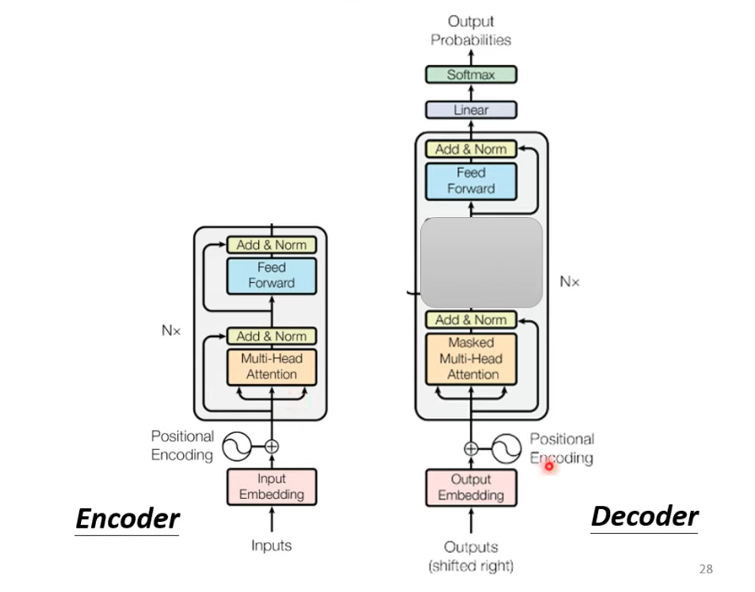 Output
Probabilities
Softmax
Linear
Add & Norm
Feed
Forward
Nx
Add & Norm
Masked
Multi-Head
Attention
Positional
Encoding
Output
Embedding
Outputs
(shifted right)
Decoder
Add & Norm
Feed
Forward
Nx
Add & Norm
Multi-Head
Attention
Positional
Encoding
Input
Embedding
Inputs
Encoder
28